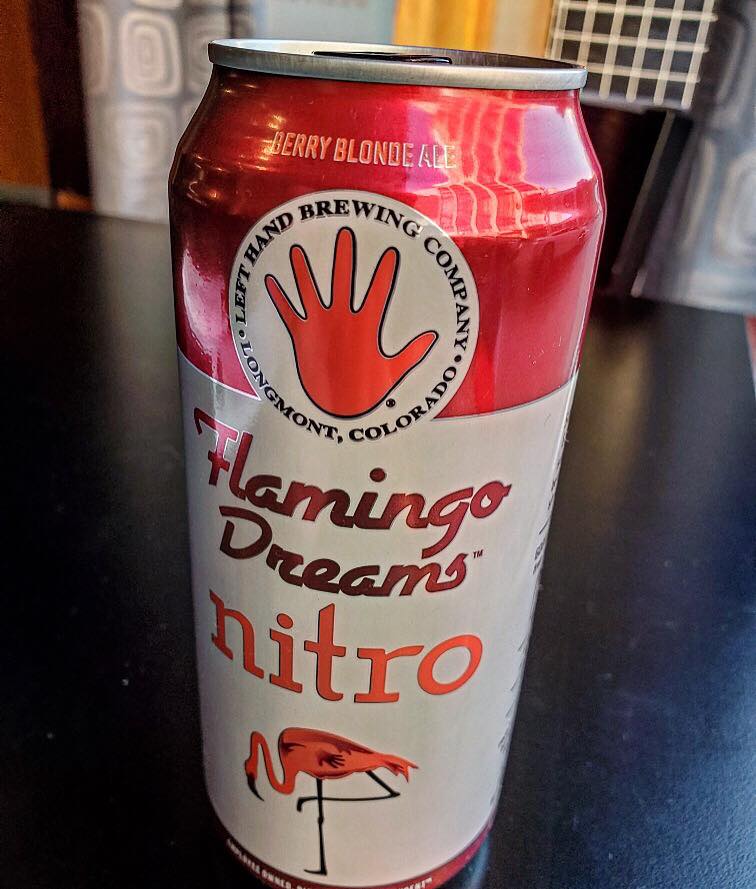 BERRY BLONDE ALE
LEFT HAND BREWING COMPANY
LONGMONT, COLORADO
Flamingo
Dreams™
nitro